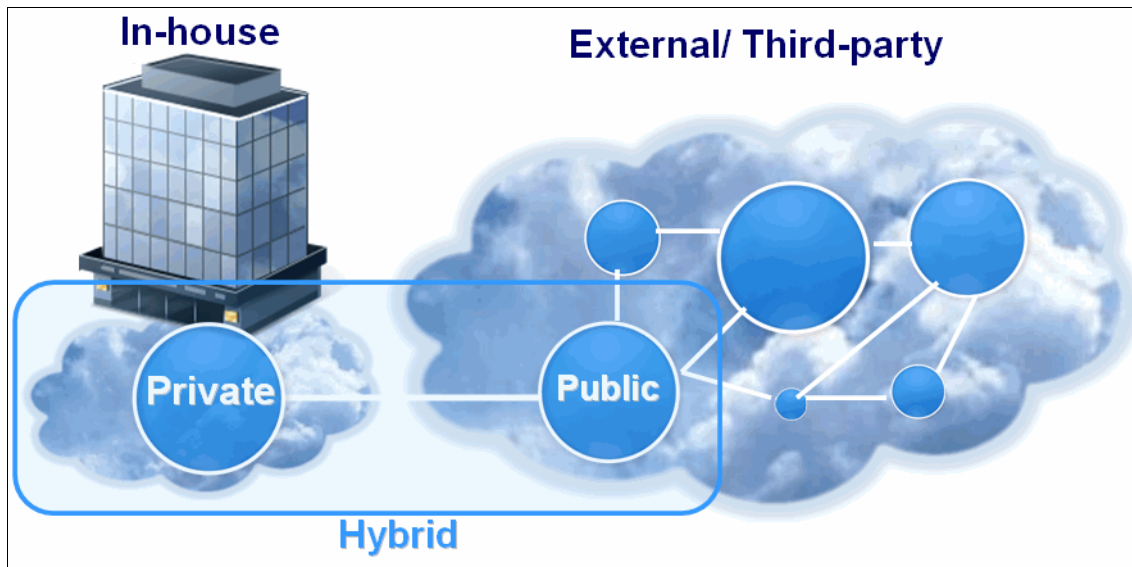 In-house
External/ Third-party
Private
Public
Hybrid